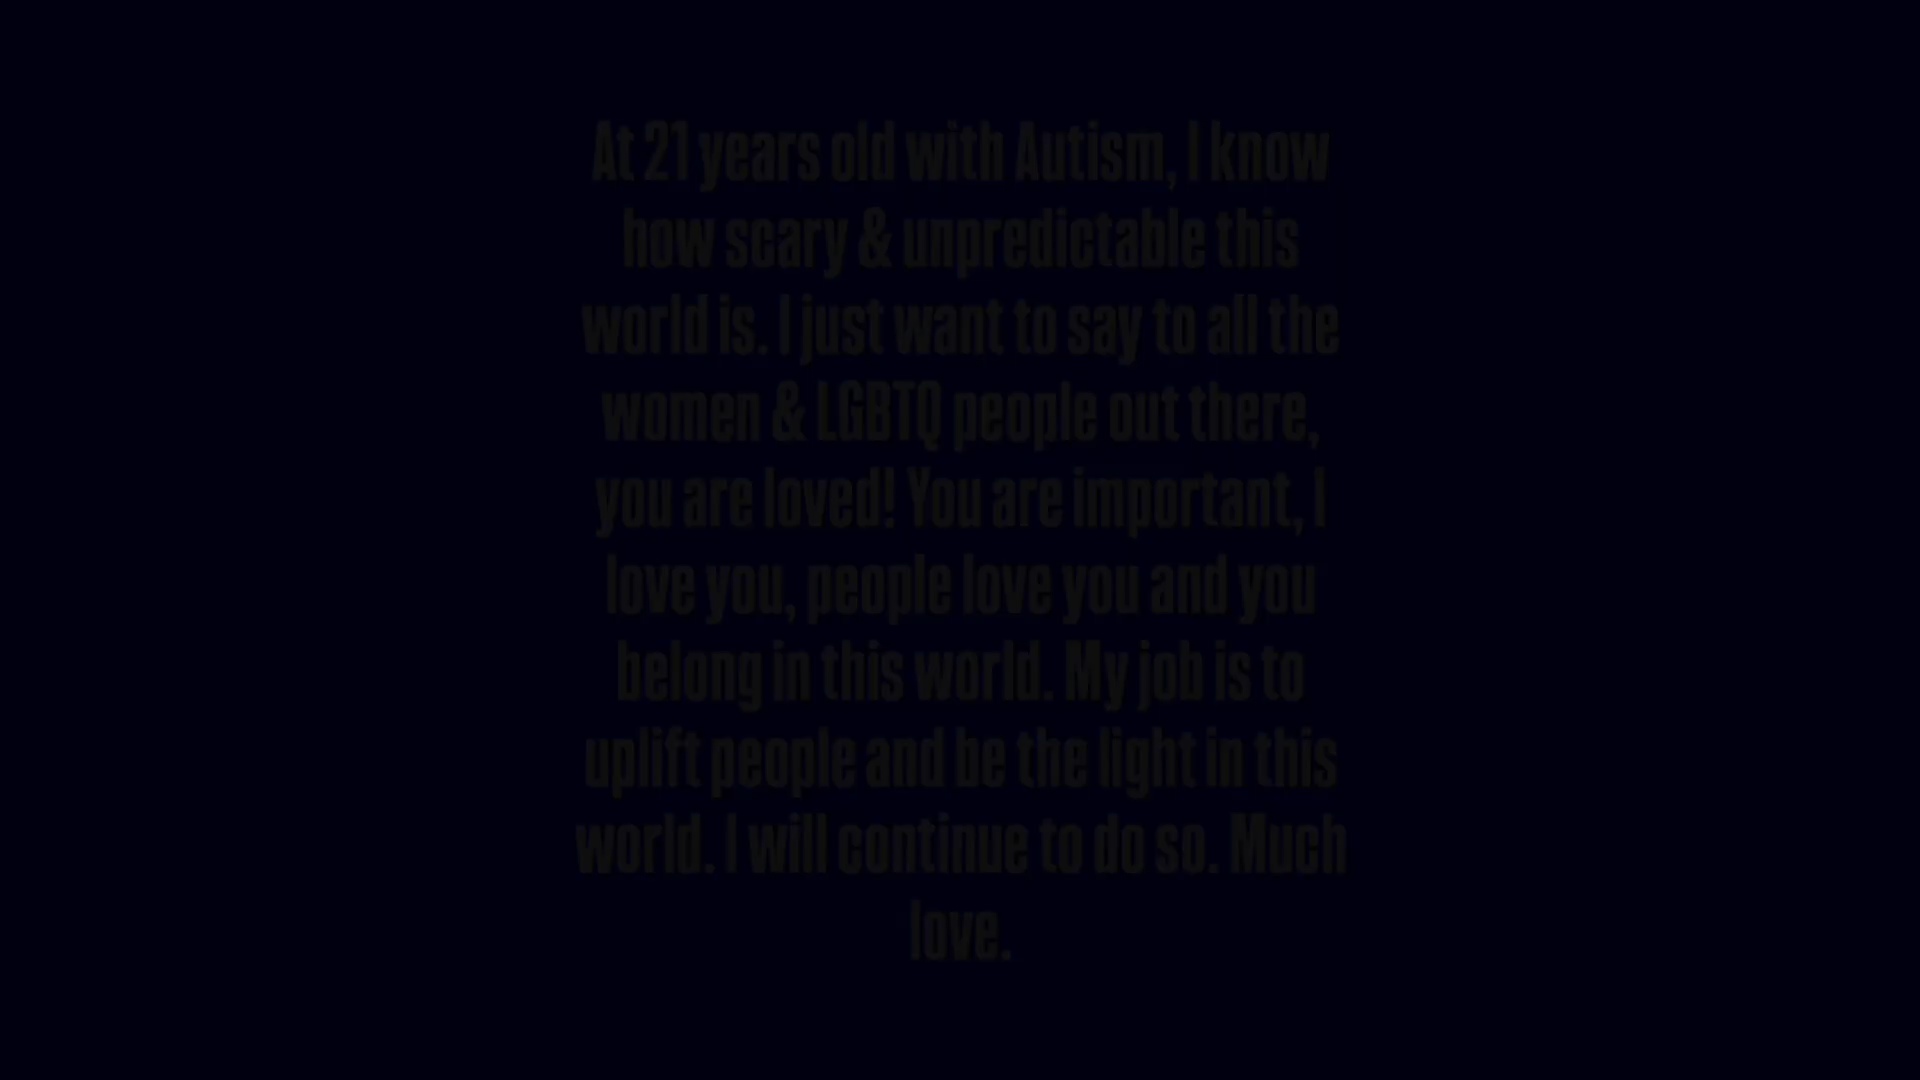 At 21 years old with Autism, I know
how scary & unpredictable this
world is. I just want to say to all the
women & LGBTQ people out there,
you are loved! You are important, I
love you, people love you and you
belong in this world. My job is to
uplift people and be the light in this
world. I will continue to do so. Much
love.